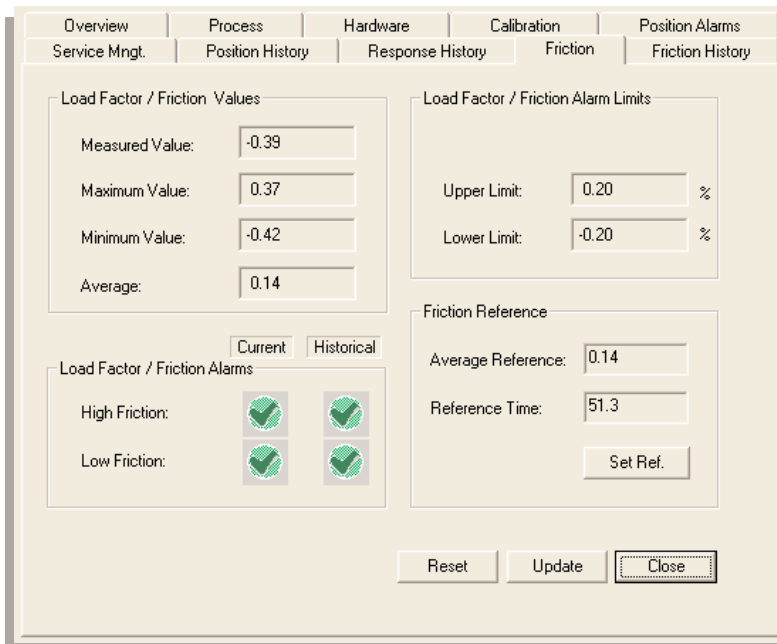 Overview Process Hardware Calibration Position Alarms
Service Mngt. Position History Response History Friction Friction History
Load Factor / Friction Values
Measured Value: -0.39
Maximum Value: 0.37
Minimum Value: -0.42
Average: 0.14
Load Factor / Friction Alarm Limits
Upper Limit: 0.20 %
Lower Limit: -0.20 %
Current Historical
Load Factor / Friction Alarms
High Friction:
Low Friction:
Friction Reference
Average Reference: 0.14
Reference Time: 51.3
Set Ref.
Reset Update Close